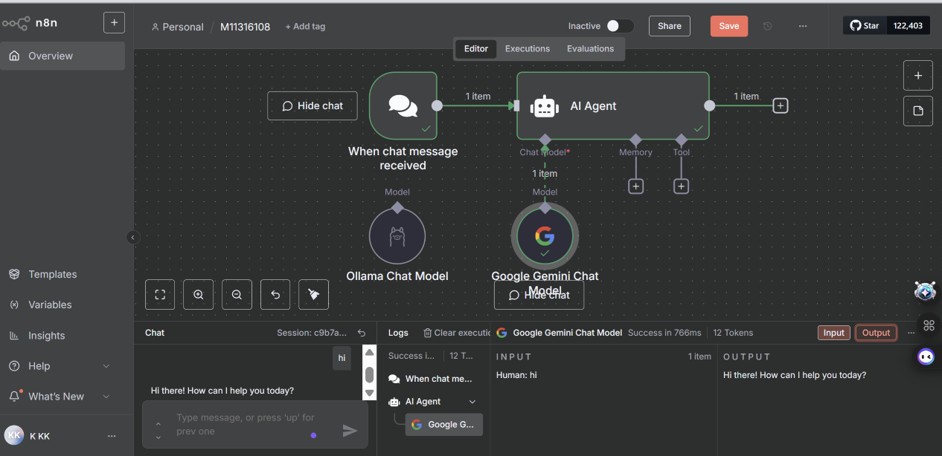 n8n
+
Personal
M11316108
+ Add tag
Inactive
Share
Save
...
Star
122,403
Overview
Editor
Executions
Evaluations
Hide chat
1 item
AI Agent
1 item
When chat message
received
Chat Model*
Memory
Tool
1 item
Model
Model
Ollama Chat Model
Google Gemini Chat
Model
Hide chat
Templates
Variables
Insights
Help
What's New
KK
K KK
...
Chat
Session: c9b7a...
hi
Hi there! How can I help you today?
Type message, or press 'up' for
prev one
Logs
Clear executi
Success i...
12 T...
When chat me...
AI Agent
Google G...
Google Gemini Chat Model
Success in 766ms
12 Tokens
Input
Output
...
INPUT
1 item
Human: hi
OUTPUT
Hi there! How can I help you today?